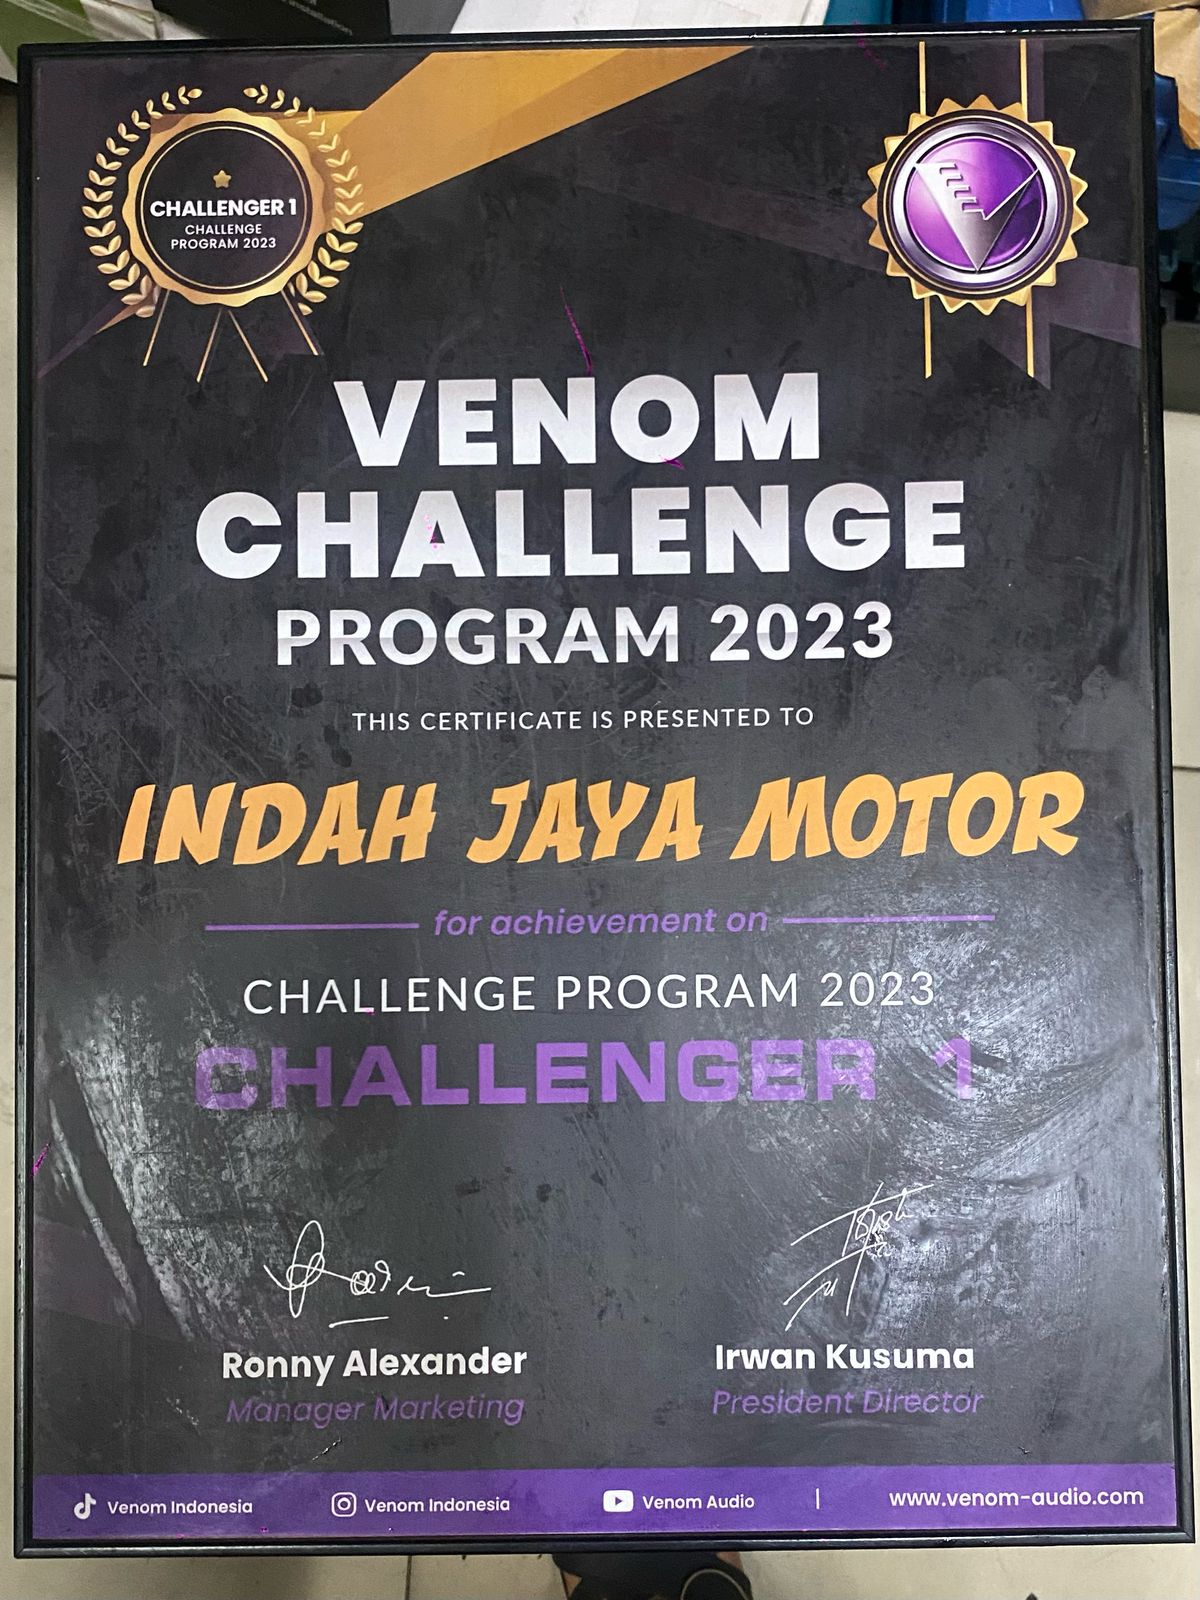 CHALLENGER 1
CHALLENGE
PROGRAM 2023
VENOM
CHALLENGE
PROGRAM 2023
THIS CERTIFICATE IS PRESENTED TO
INDAH JAYA MOTOR
for achievement on
CHALLENGE PROGRAM 2023
CHALLENGER 1
Ronny Alexander
Manager Marketing
Irwan Kusuma
President Director
Venom Indonesia
Venom Indonesia
Venom Audio
www.venom-audio.com